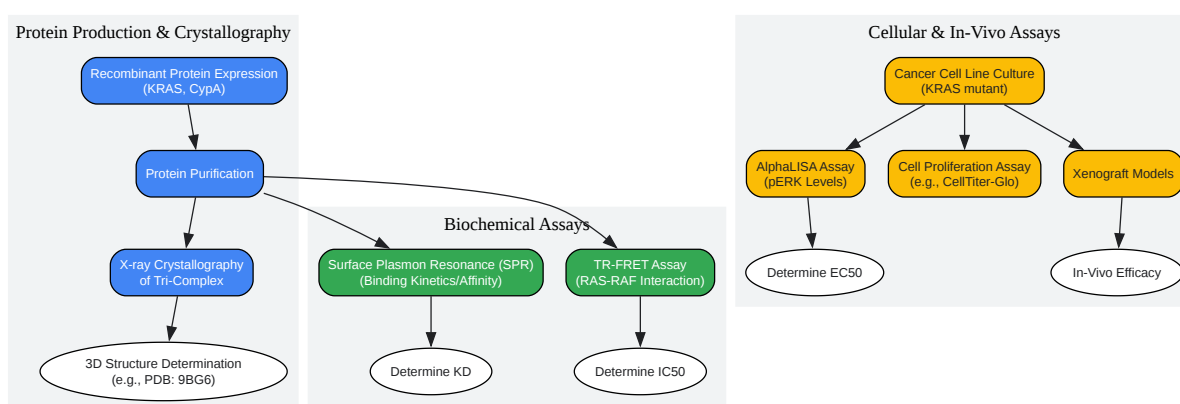 Protein Production & Crystallography
Recombinant Protein Expression
(KRAS, CypA)
Protein Purification
X-ray Crystallography
of Tri-Complex
3D Structure Determination
(e.g., PDB: 9BG6)
Biochemical Assays
Surface Plasmon Resonance (SPR)
(Binding Kinetics/Affinity)
TR-FRET Assay
(RAS-RAF Interaction)
Determine KD
Determine IC50
Cellular & In-Vivo Assays
Cancer Cell Line Culture
(KRAS mutant)
AlphaLISA Assay
(pERK Levels)
Cell Proliferation Assay
(e.g., CellTiter-Glo)
Xenograft Models
Determine EC50
In-Vivo Efficacy